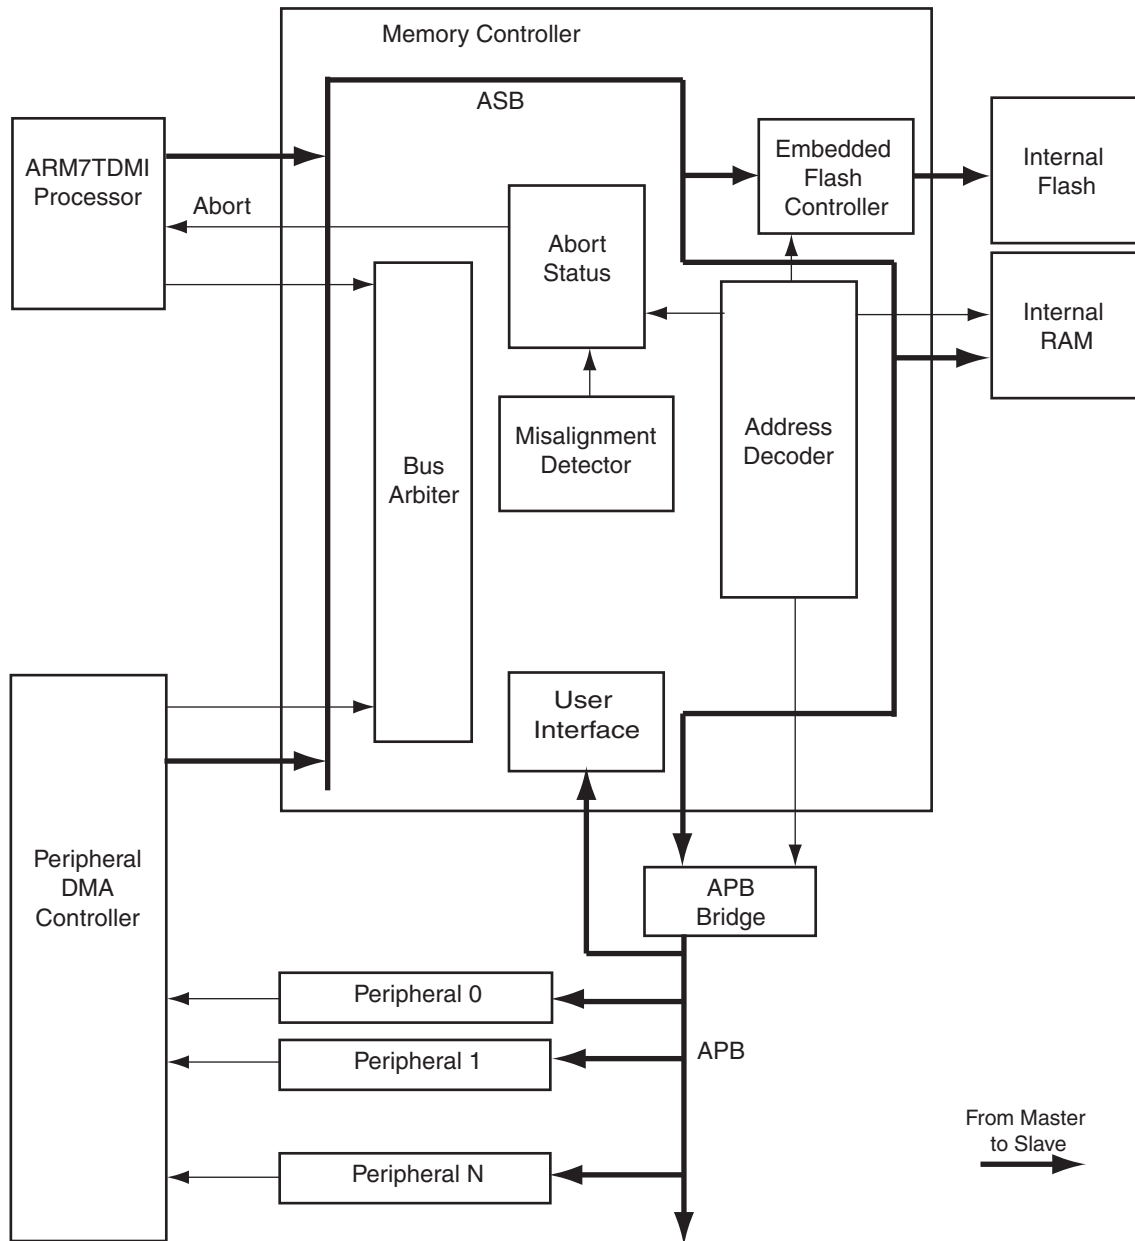 Memory Controller
ASB
ARM7TDMI
Processor
Abort
Embedded
Flash
Controller
Internal
Flash
Abort
Status
Internal
RAM
Bus
Arbiter
Misalignment
Detector
Address
Decoder
User
Interface
Peripheral
DMA
Controller
APB
Bridge
Peripheral 0
Peripheral 1
APB
Peripheral N
From Master
to Slave